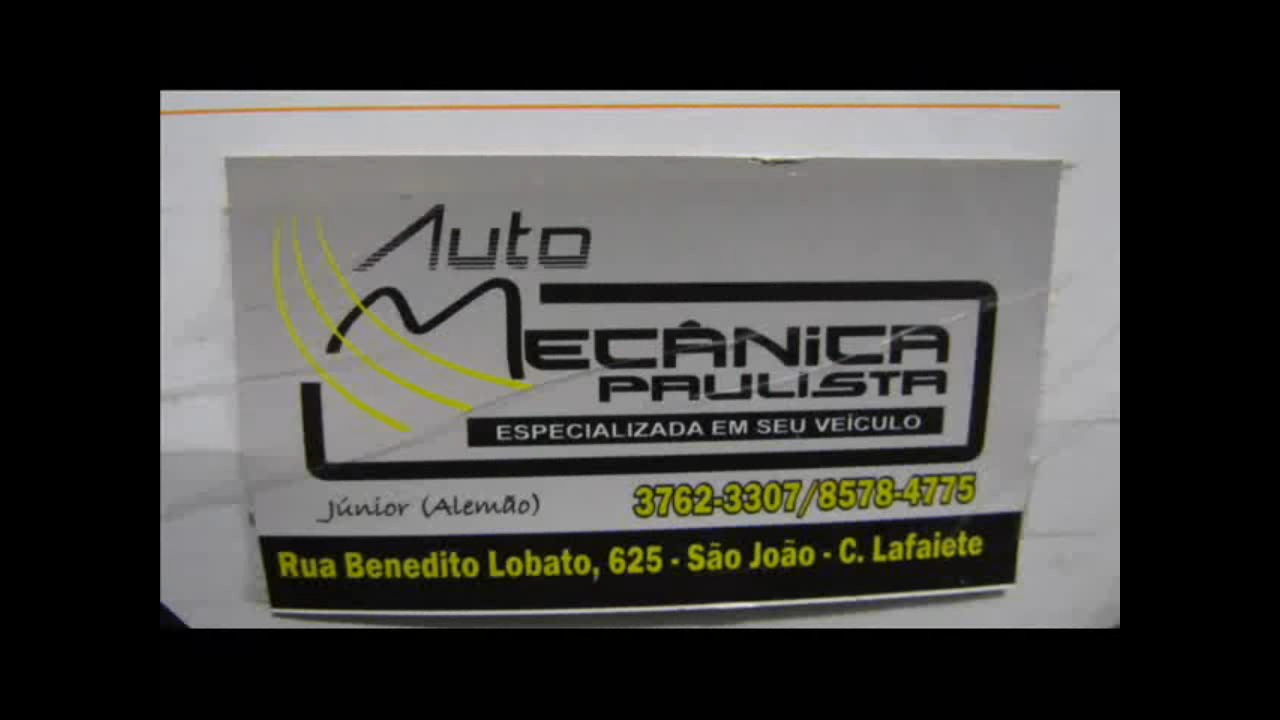 Auto
MECÂNiCA
PAULISTA
ESPECIALIZADA EM SEU VEÍCULO
Júnior (Alemão)
3762-3307/8578-4775
Rua Benedito Lobato, 625 - São João - C. Lafaiete